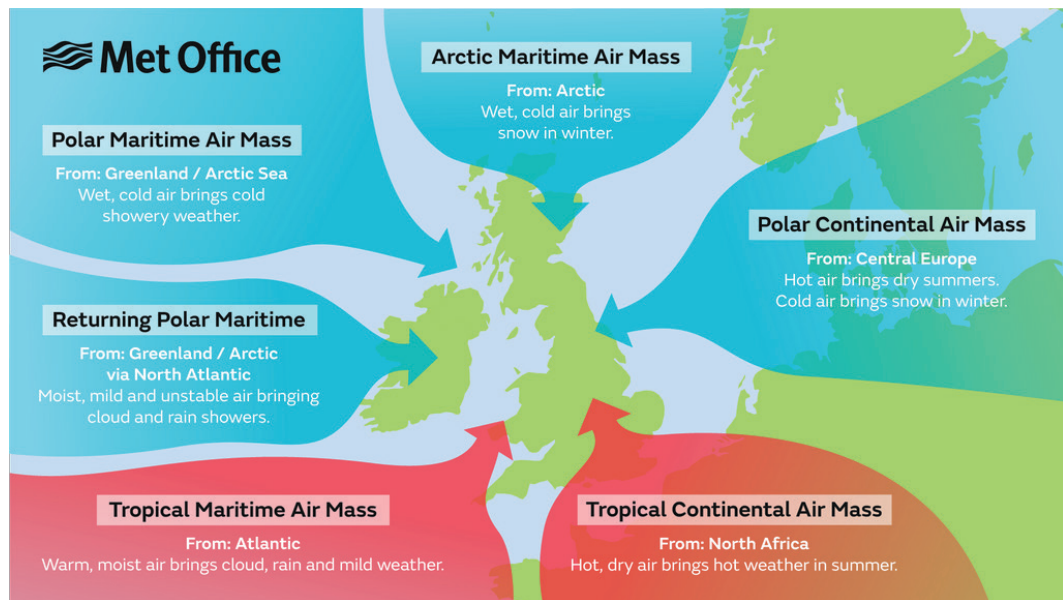 Met Office
Arctic Maritime Air Mass
From: Arctic
Wet, cold air brings
snow in winter.
Polar Maritime Air Mass
From: Greenland / Arctic Sea
Wet, cold air brings cold
showery weather.
Polar Continental Air Mass
From: Central Europe
Hot air brings dry summers.
Cold air brings snow in winter.
Returning Polar Maritime
From: Greenland / Arctic
via North Atlantic
Moist, mild and unstable air bringing
cloud and rain showers.
Tropical Maritime Air Mass
From: Atlantic
Warm, moist air brings cloud, rain and mild weather.
Tropical Continental Air Mass
From: North Africa
Hot, dry air brings hot weather in summer.